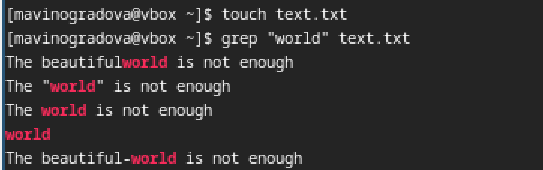 [mavinogradova@vbox ~]$ touch text.txt
[mavinogradova@vbox ~]$ grep "world" text.txt
The beautifulworld is not enough
The "world" is not enough
The world is not enough
world
The beautiful-world is not enough